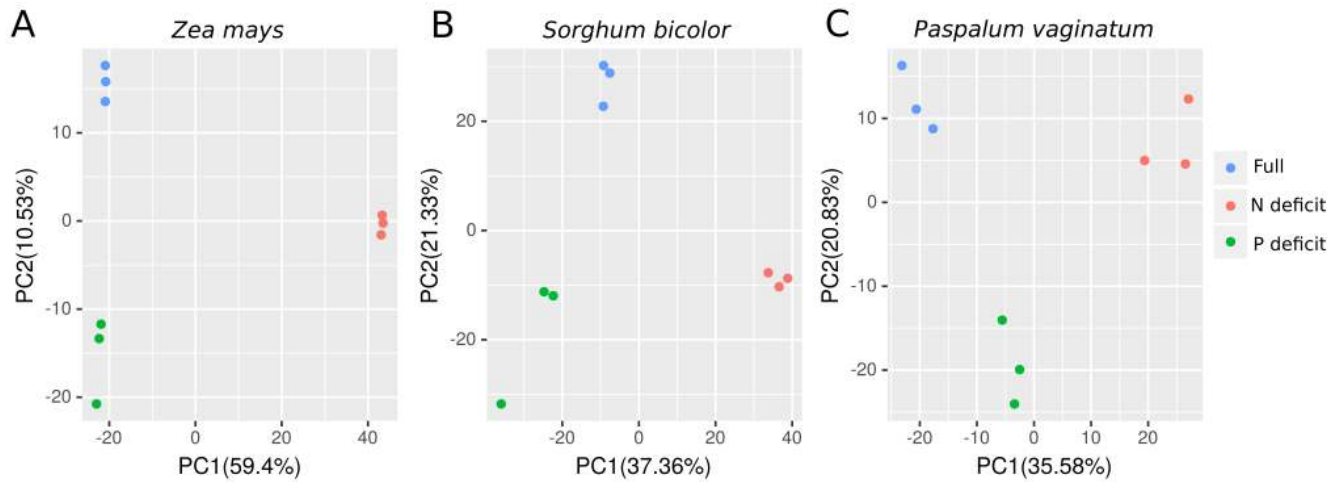 A
Zea mays
10
0
-10
-20
PC2(10.53%)
-20
0
20
40
PC1(59.4%)
B
Sorghum bicolor
20
0
-20
PC2(21.33%)
-20
0
20
40
PC1(37.36%)
C
Paspalum vaginatum
10
0
-10
-20
PC2(20.83%)
-20
-10
0
10
20
PC1(35.58%)
Full
N deficit
P deficit